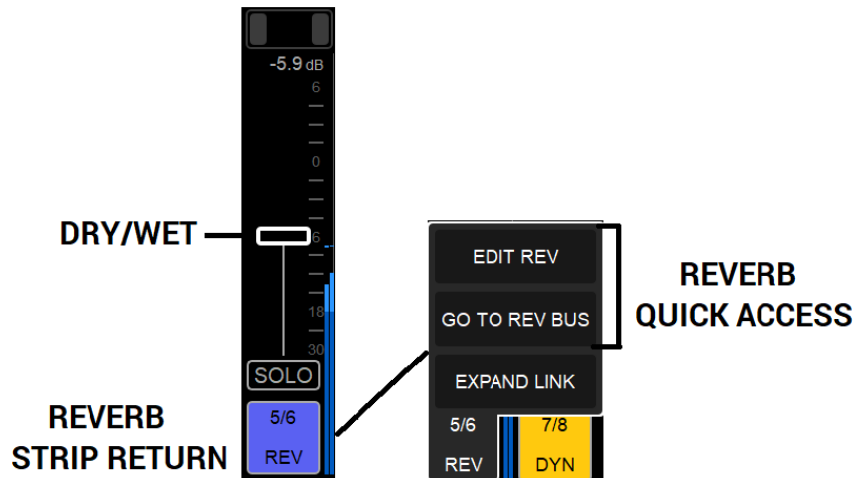 -5.9 dB
6
0
DRY/WET
6
18
30
SOLO
5/6
REV
REVERB
STRIP RETURN
EDIT REV
GO TO REV BUS
EXPAND LINK
REVERB
QUICK ACCESS
5/6
REV
7/8
DYN